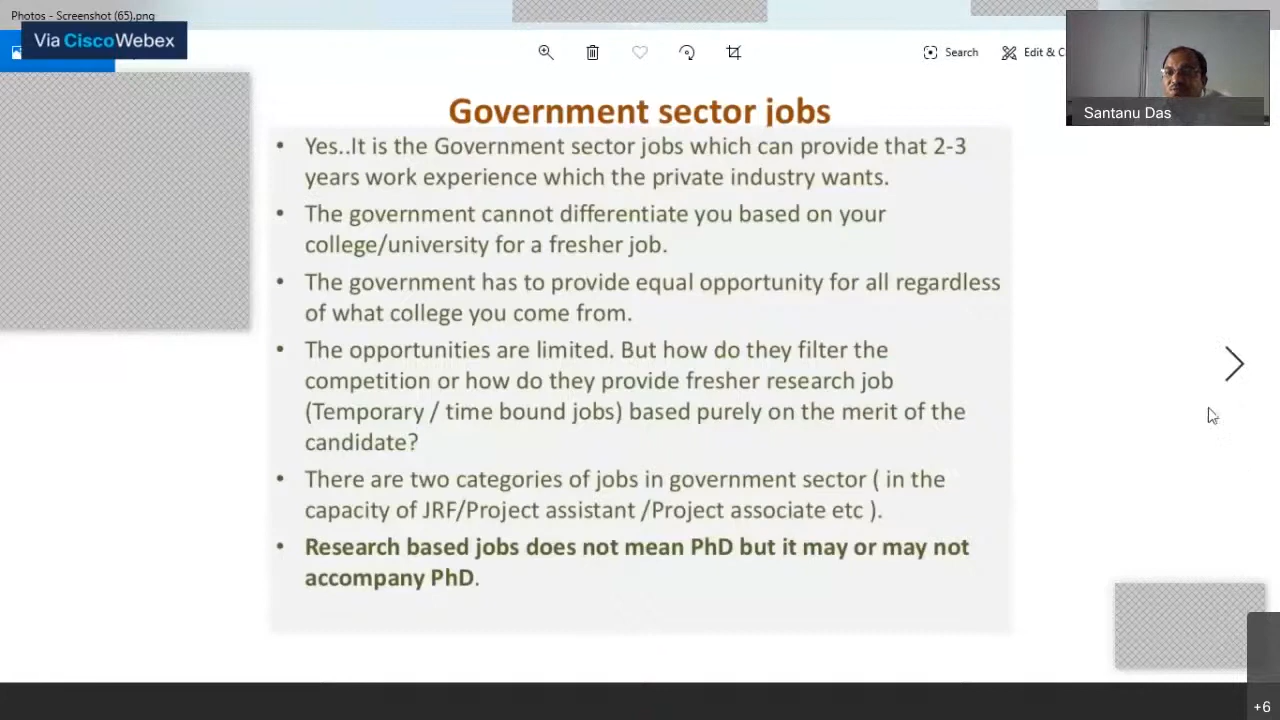 Photos - Screenshot (65).png
Via CiscoWebex
Search
Edit & C
Santanu Das
Government sector jobs
• Yes..It is the Government sector jobs which can provide that 2-3
years work experience which the private industry wants.
• The government cannot differentiate you based on your
college/university for a fresher job.
• The government has to provide equal opportunity for all regardless
of what college you come from.
• The opportunities are limited. But how do they filter the
competition or how do they provide fresher research job
(Temporary / time bound jobs) based purely on the merit of the
candidate?
• There are two categories of jobs in government sector ( in the
capacity of JRF/Project assistant /Project associate etc ).
• Research based jobs does not mean PhD but it may or may not
accompany PhD.
+6